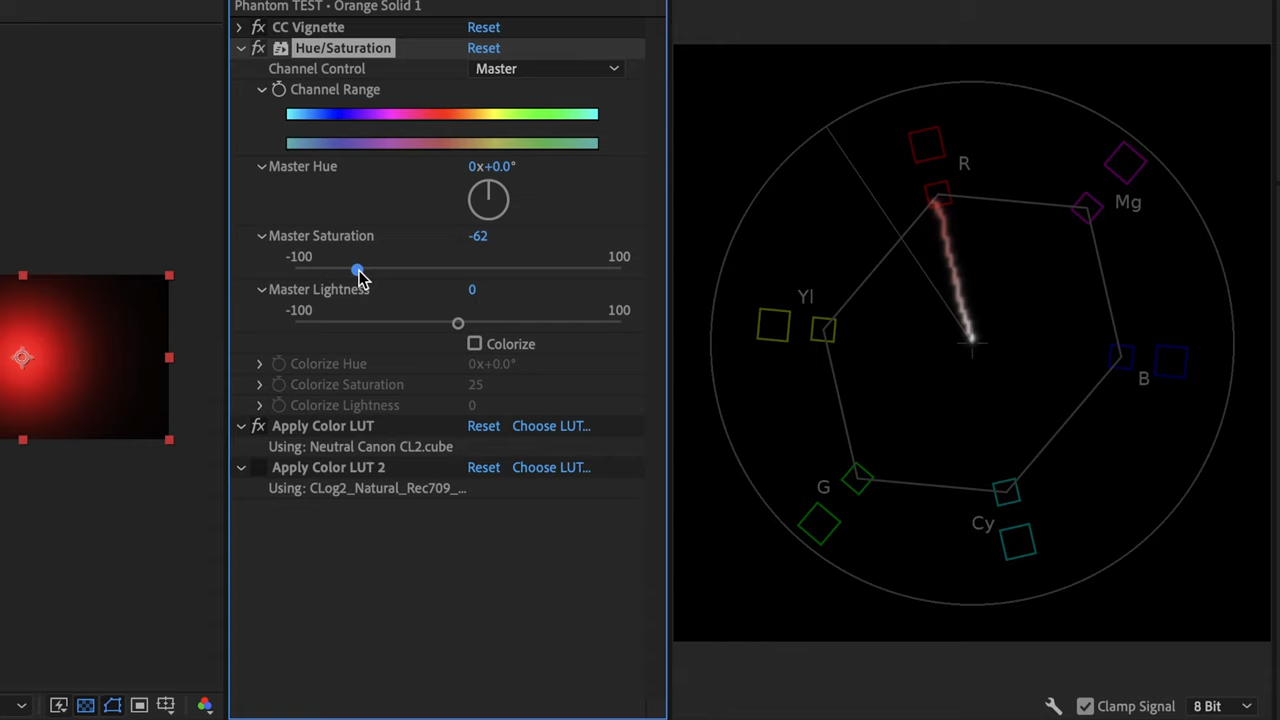 Phantom TEST • Orange Solid 1
fx CC Vignette Reset
fx Hue/Saturation Reset
Channel Control Master
Channel Range
Master Hue 0x+0.0°
Master Saturation -62
-100 100
Master Lightness 0
-100 100
Colorize
Colorize Hue 0x+0.0°
Colorize Saturation 25
Colorize Lightness 0
fx Apply Color LUT Reset Choose LUT...
Using: Neutral Canon CL2.cube
Apply Color LUT 2 Reset Choose LUT...
Using: CLog2_Natural_Rec709_...
R
Mg
Yl
B
G
Cy
Clamp Signal 8 Bit